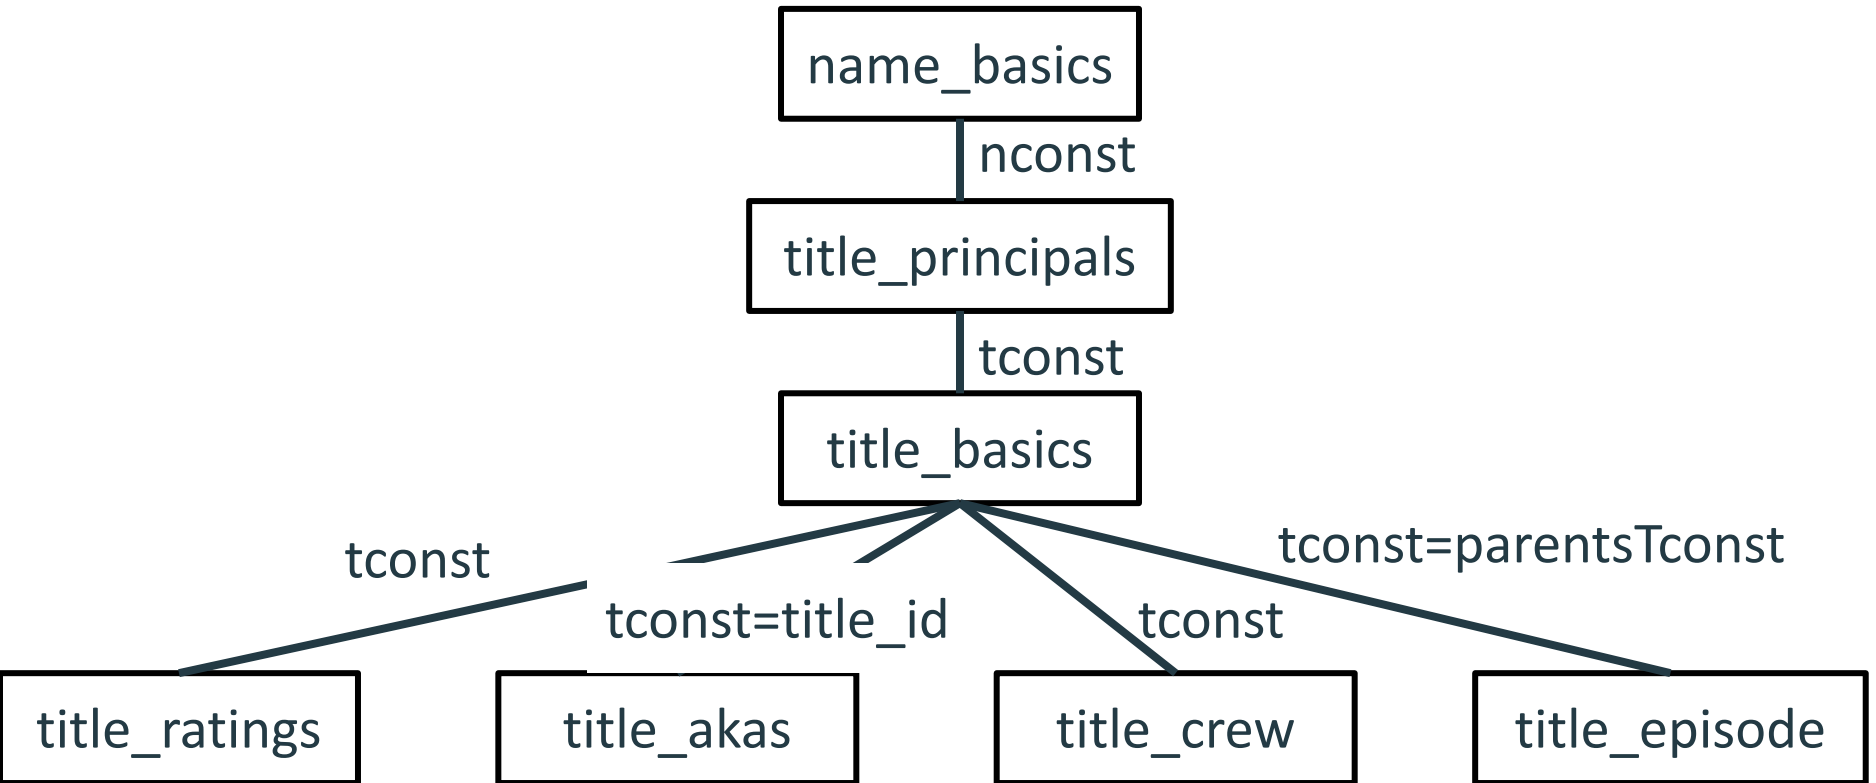 name_basics
nconst
title_principals
tconst
title_basics
tconst
tconst=title_id
tconst
tconst=parentsTconst
title_ratings
title_akas
title_crew
title_episode